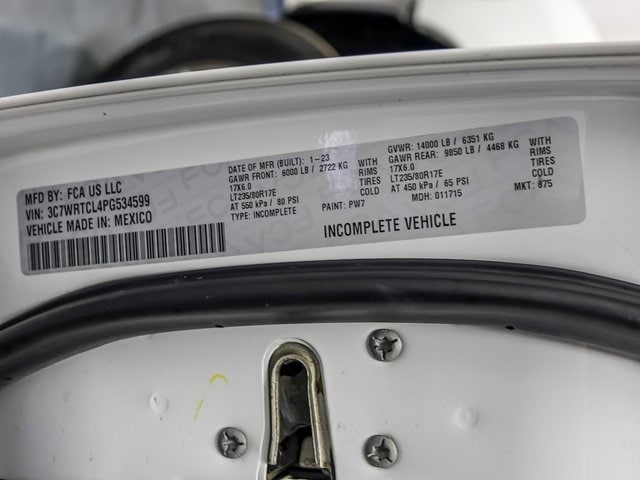 MFD BY: FCA US LLC
VIN: 3C7WRTCL4PG534599
VEHICLE MADE IN: MEXICO
DATE OF MFR (BUILT): 1-23
GAWR FRONT: 6000 LB / 2722 KG WITH
17X6.0 RIMS
LT235/80R17E TIRES
AT 550 kPa / 80 PSI COLD
TYPE: INCOMPLETE PAINT: PW7
GVWR: 14000 LB / 6351 KG
GAWR REAR: 9850 LB / 4468 KG WITH
17X6.0 RIMS
LT235/80R17E TIRES
AT 450 kPa / 65 PSI COLD
MDH: 011715 MKT: 875
INCOMPLETE VEHICLE